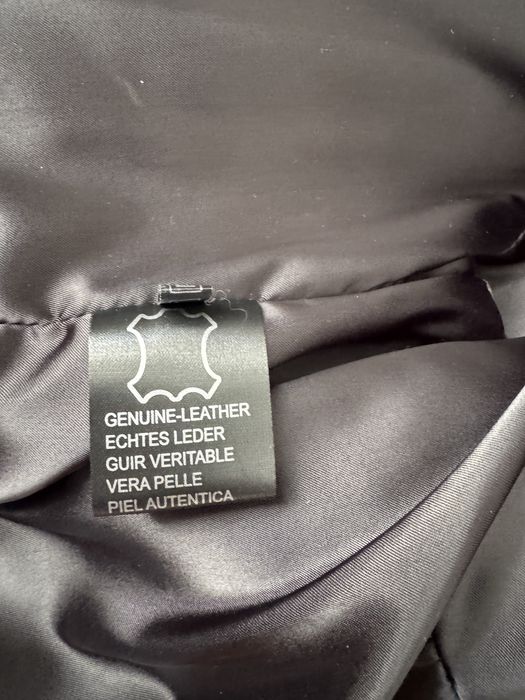 GENUINE-LEATHER
ECHTES LEDER
GUIR VERITABLE
VERA PELLE
PIEL AUTENTICA